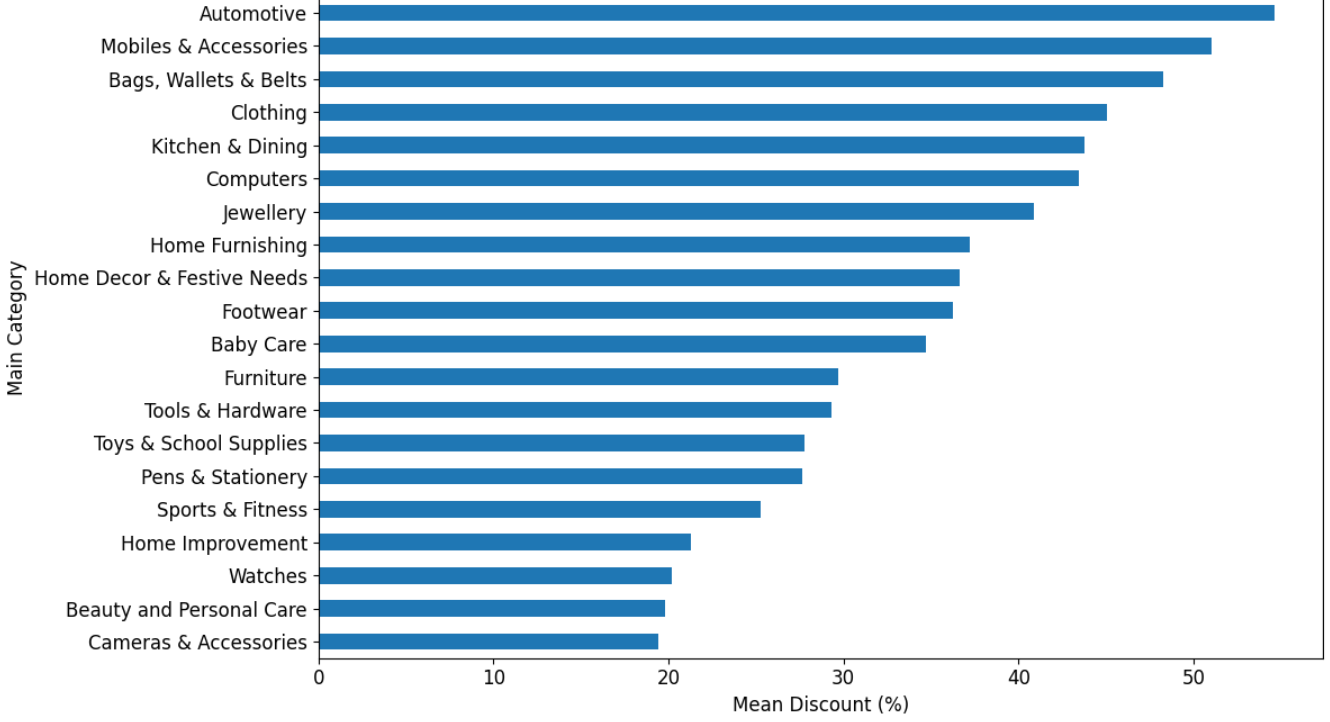 Automotive
Mobiles & Accessories
Bags, Wallets & Belts
Clothing
Kitchen & Dining
Computers
Jewellery
Home Furnishing
Home Decor & Festive Needs
Footwear
Baby Care
Furniture
Tools & Hardware
Toys & School Supplies
Pens & Stationery
Sports & Fitness
Home Improvement
Watches
Beauty and Personal Care
Cameras & Accessories
Main Category
0 10 20 30 40 50
Mean Discount (%)